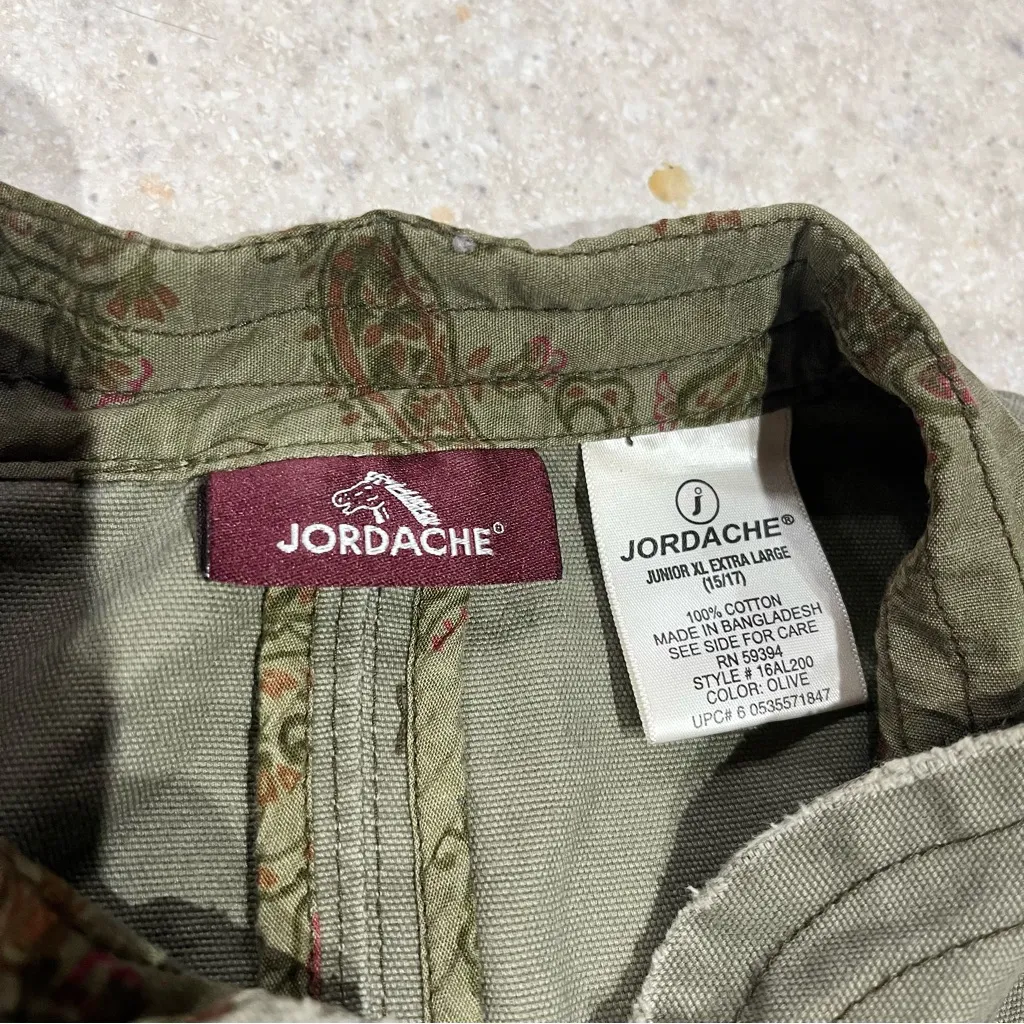 JORDACHE®
j
JORDACHE®
JUNIOR XL EXTRA LARGE
(15/17)
100% COTTON
MADE IN BANGLADESH
SEE SIDE FOR CARE
RN 59394
STYLE # 16AL200
COLOR: OLIVE
UPC# 6 0535571847